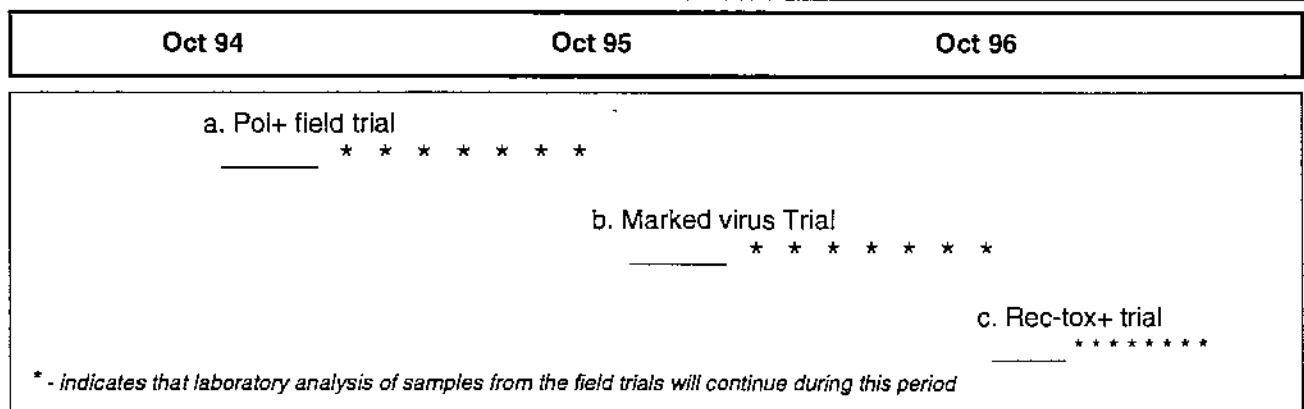 Oct 94 Oct 95 Oct 96
a. Pol+ field trial
* * * * * * *
b. Marked virus Trial
* * * * * * *
c. Rec-tox+ trial
* * * * * * * *
* - indicates that laboratory analysis of samples from the field trials will continue during this period